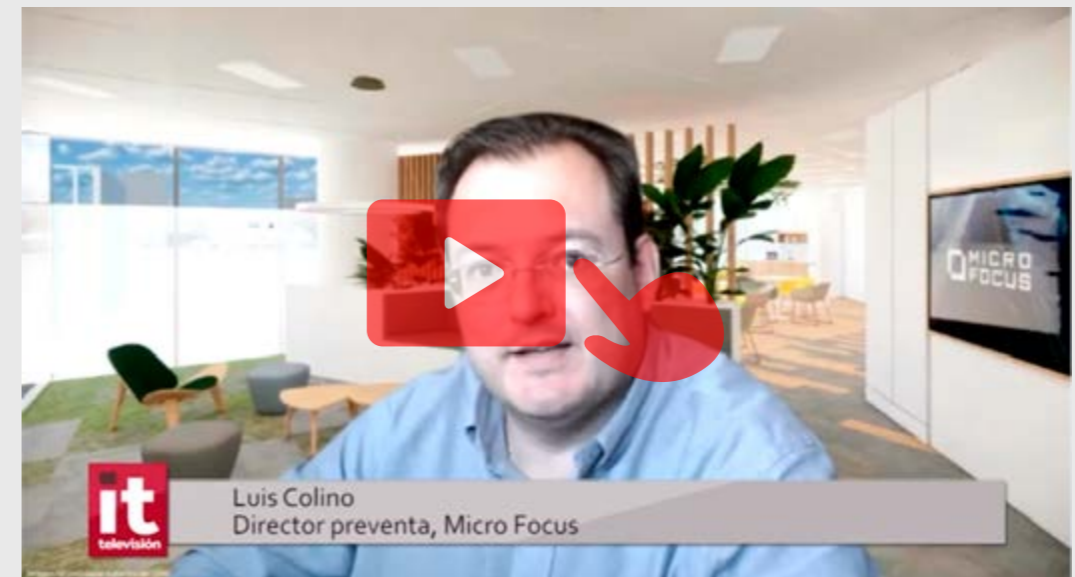 MICRO
FOCUS
it
televisión
Luis Colino
Director preventa, Micro Focus